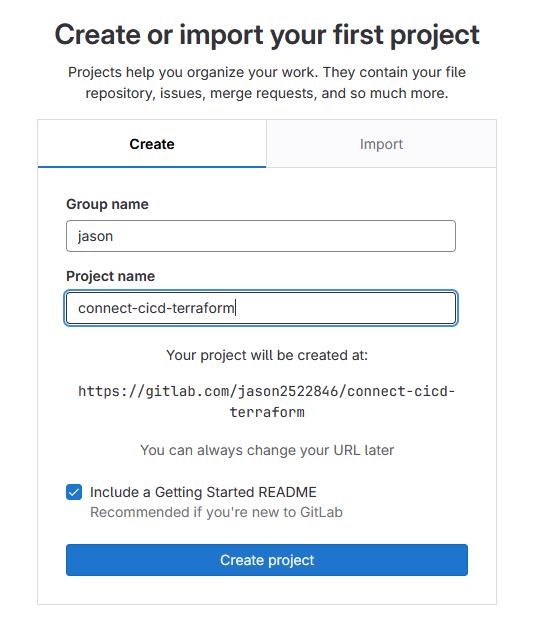 Create or import your first project
Projects help you organize your work. They contain your file
repository, issues, merge requests, and so much more.
Create
Import
Group name
jason
Project name
connect-cicd-terraform
Your project will be created at:
https://gitlab.com/jason2522846/connect-cicd-
terraform
You can always change your URL later
Include a Getting Started README
Recommended if you're new to GitLab
Create project